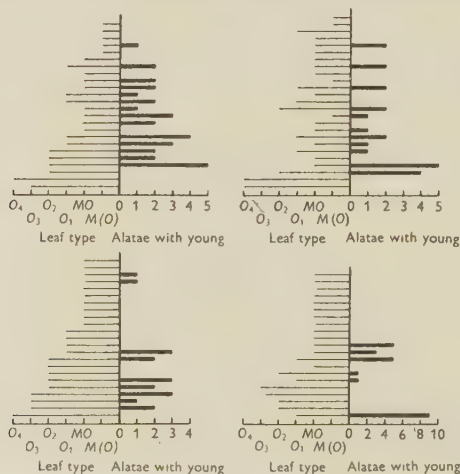 O4 O2 MO 0 1 2 3 4 5
O3 O1 M(O)
Leaf type Alatae with young
O4 O2 MO 0 1 2 3 4 5
O3 O1 M(O)
Leaf type Alatae with young
O4 O2 MO 0 1 2 3 4
O3 O1 M(O)
Leaf type Alatae with young
O4 O2 MO 0 2 4 6 8 10
O3 O1 M(O)
Leaf type Alatae with young